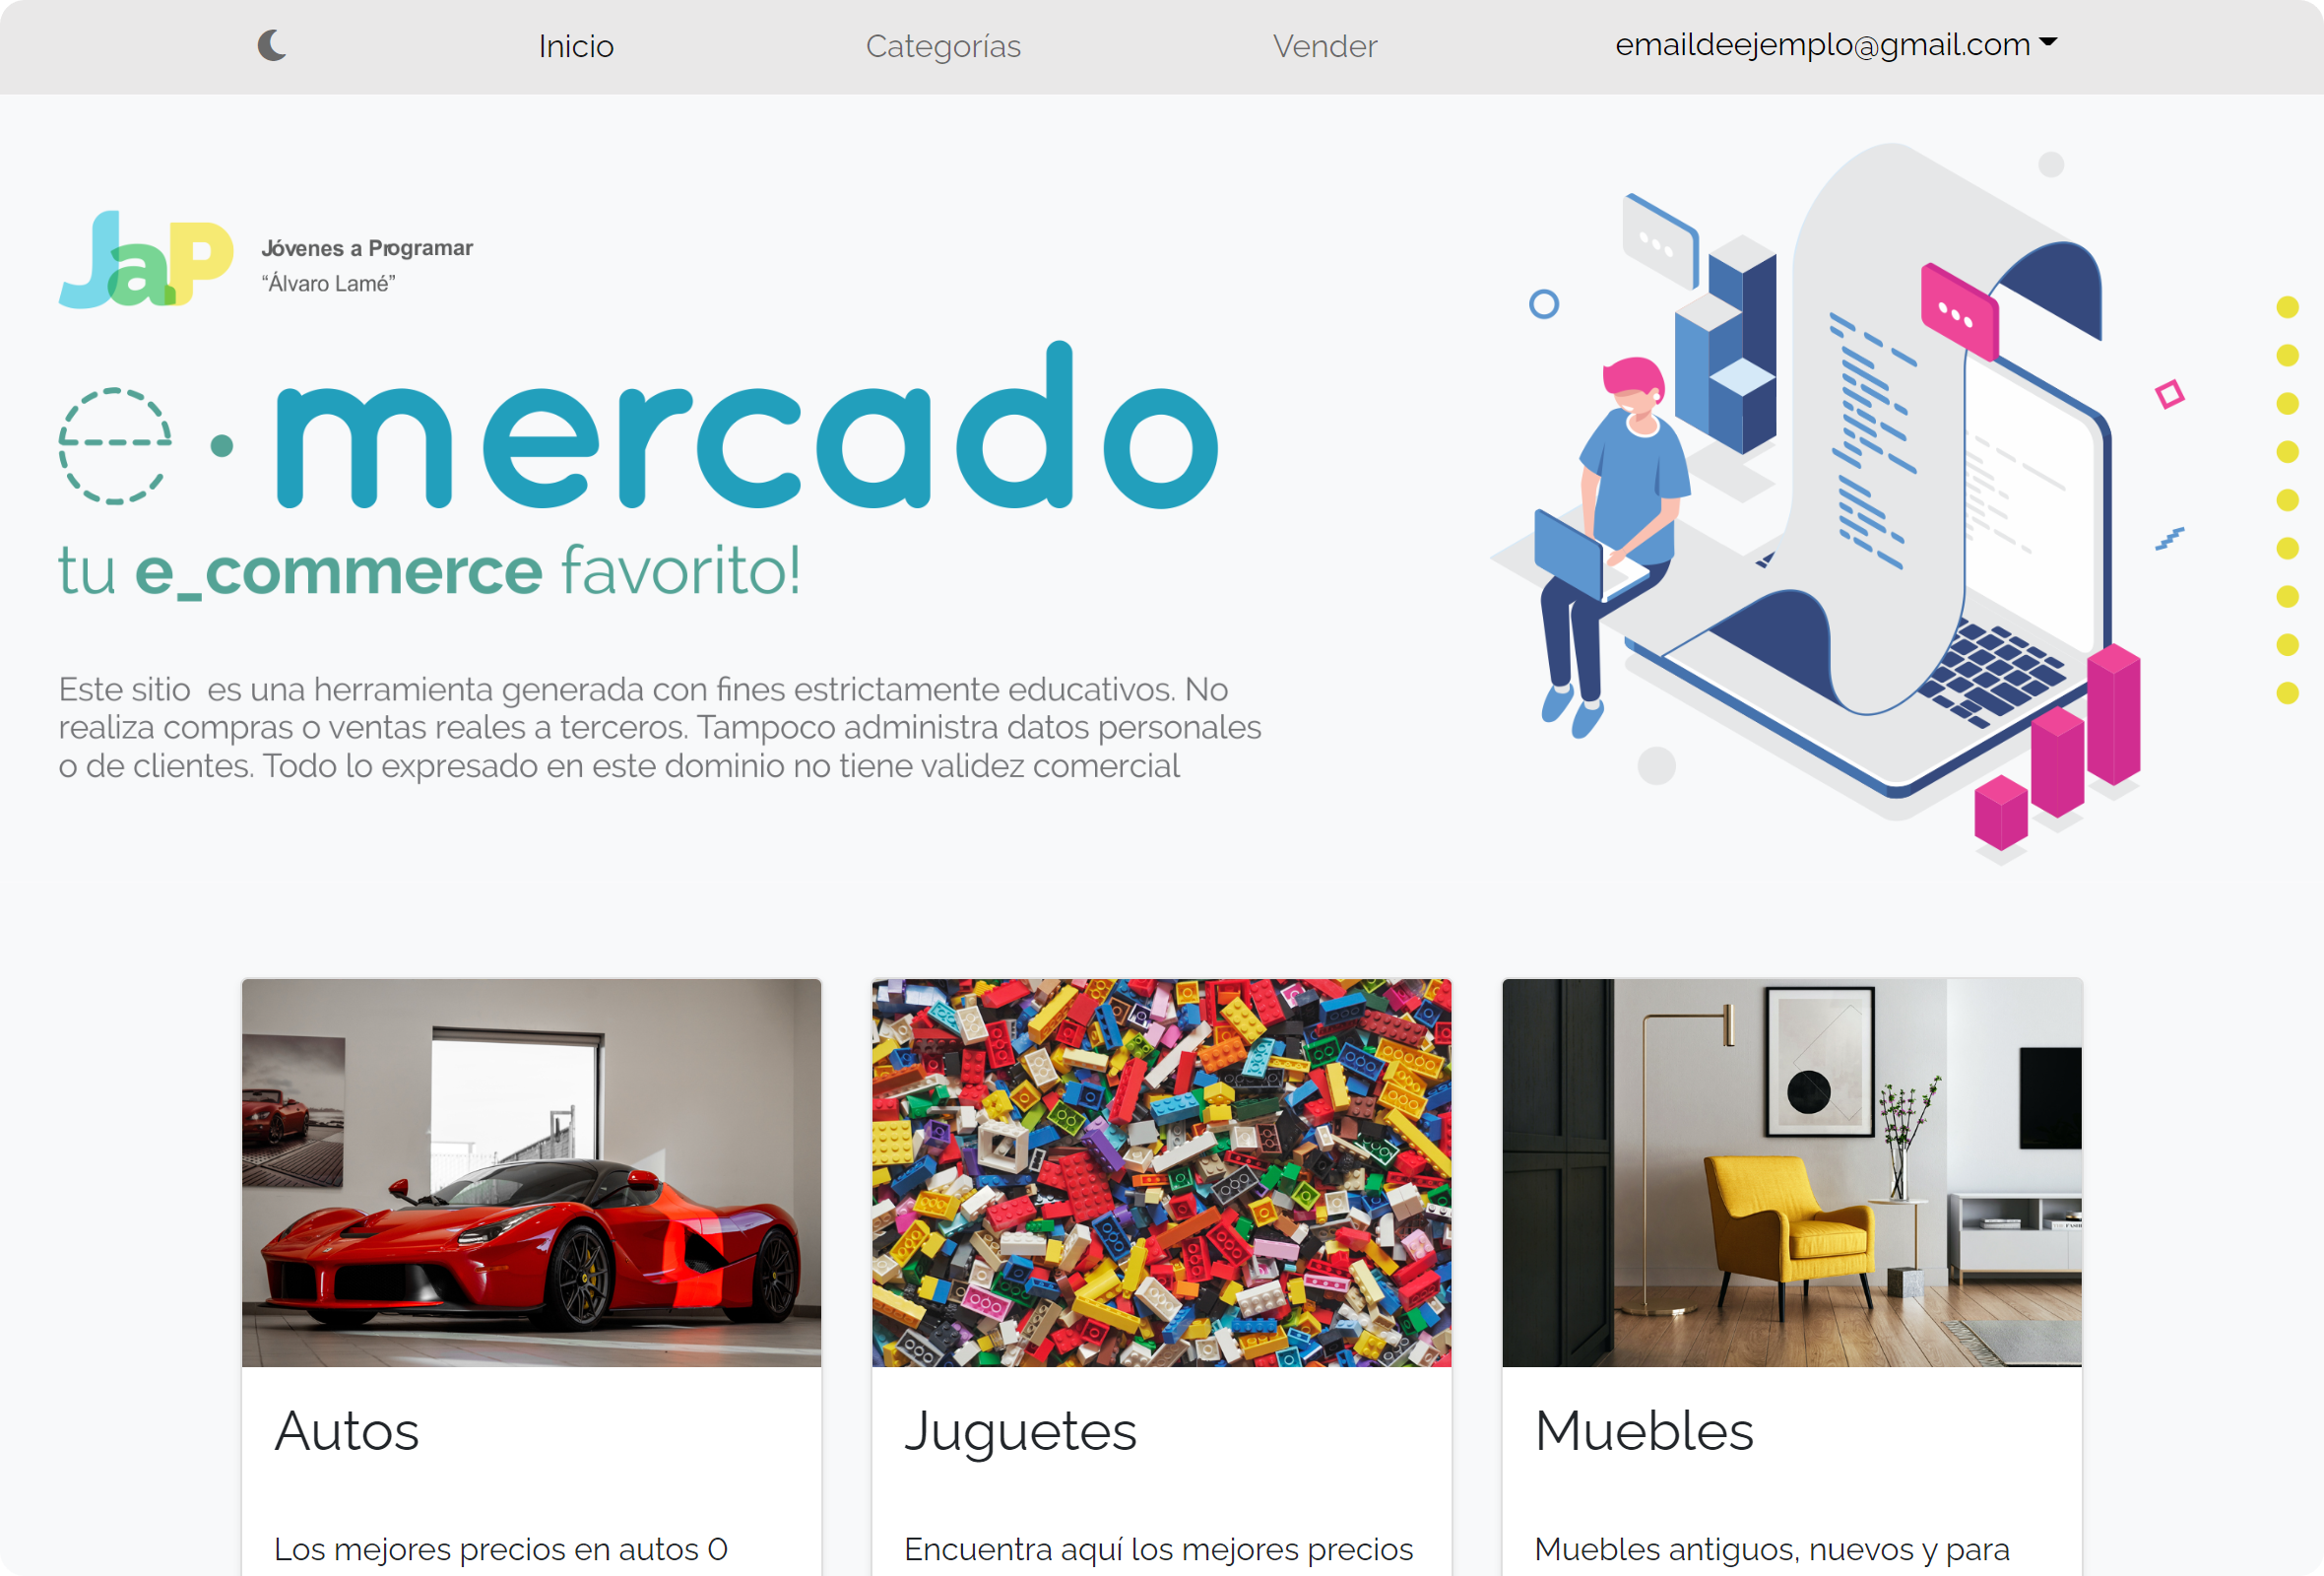 Inicio
Categorías
Vender
emaildeejemplo@gmail.com
JaP
Jóvenes a Programar
“Álvaro Lamé”
e · mercado
tu e_commerce favorito!
Este sitio es una herramienta generada con fines estrictamente educativos. No
realiza compras o ventas reales a terceros. Tampoco administra datos personales
o de clientes. Todo lo expresado en este dominio no tiene validez comercial
Autos
Juguetes
Muebles
Los mejores precios en autos 0
Encuentra aquí los mejores precios
Muebles antiguos, nuevos y para